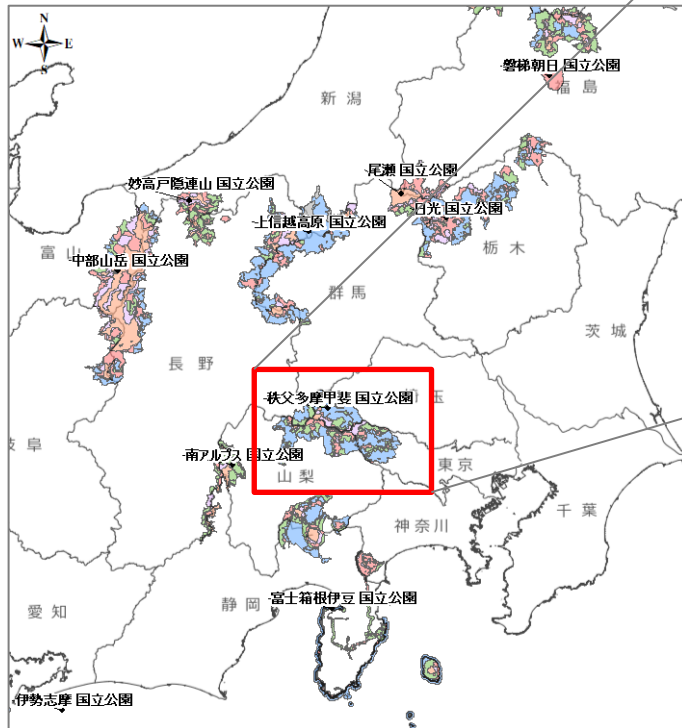 N
W E
S
磐梯朝日 国立公園
福島
新潟
尾瀬 国立公園
妙高戸隠連山 国立公園
日光 国立公園
上信越高原 国立公園
富山
栃木
中部山岳 国立公園
群馬
茨城
長野
秩父多摩甲斐 国立公園
埼玉
岐阜
南アルプス 国立公園
東京
山梨
千葉
神奈川
富士箱根伊豆 国立公園
静岡
愛知
伊勢志摩 国立公園